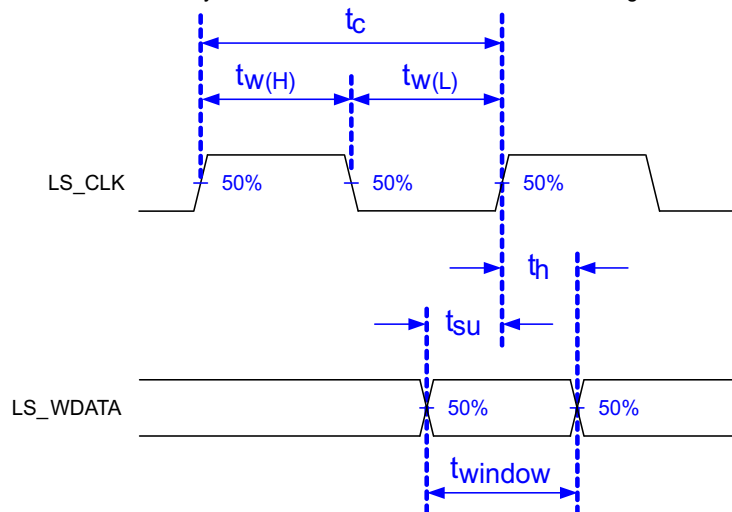 tc
tw(H) tw(L)
LS_CLK 50% 50% 50%
th
tsu
LS_WDATA 50% 50%
twindow